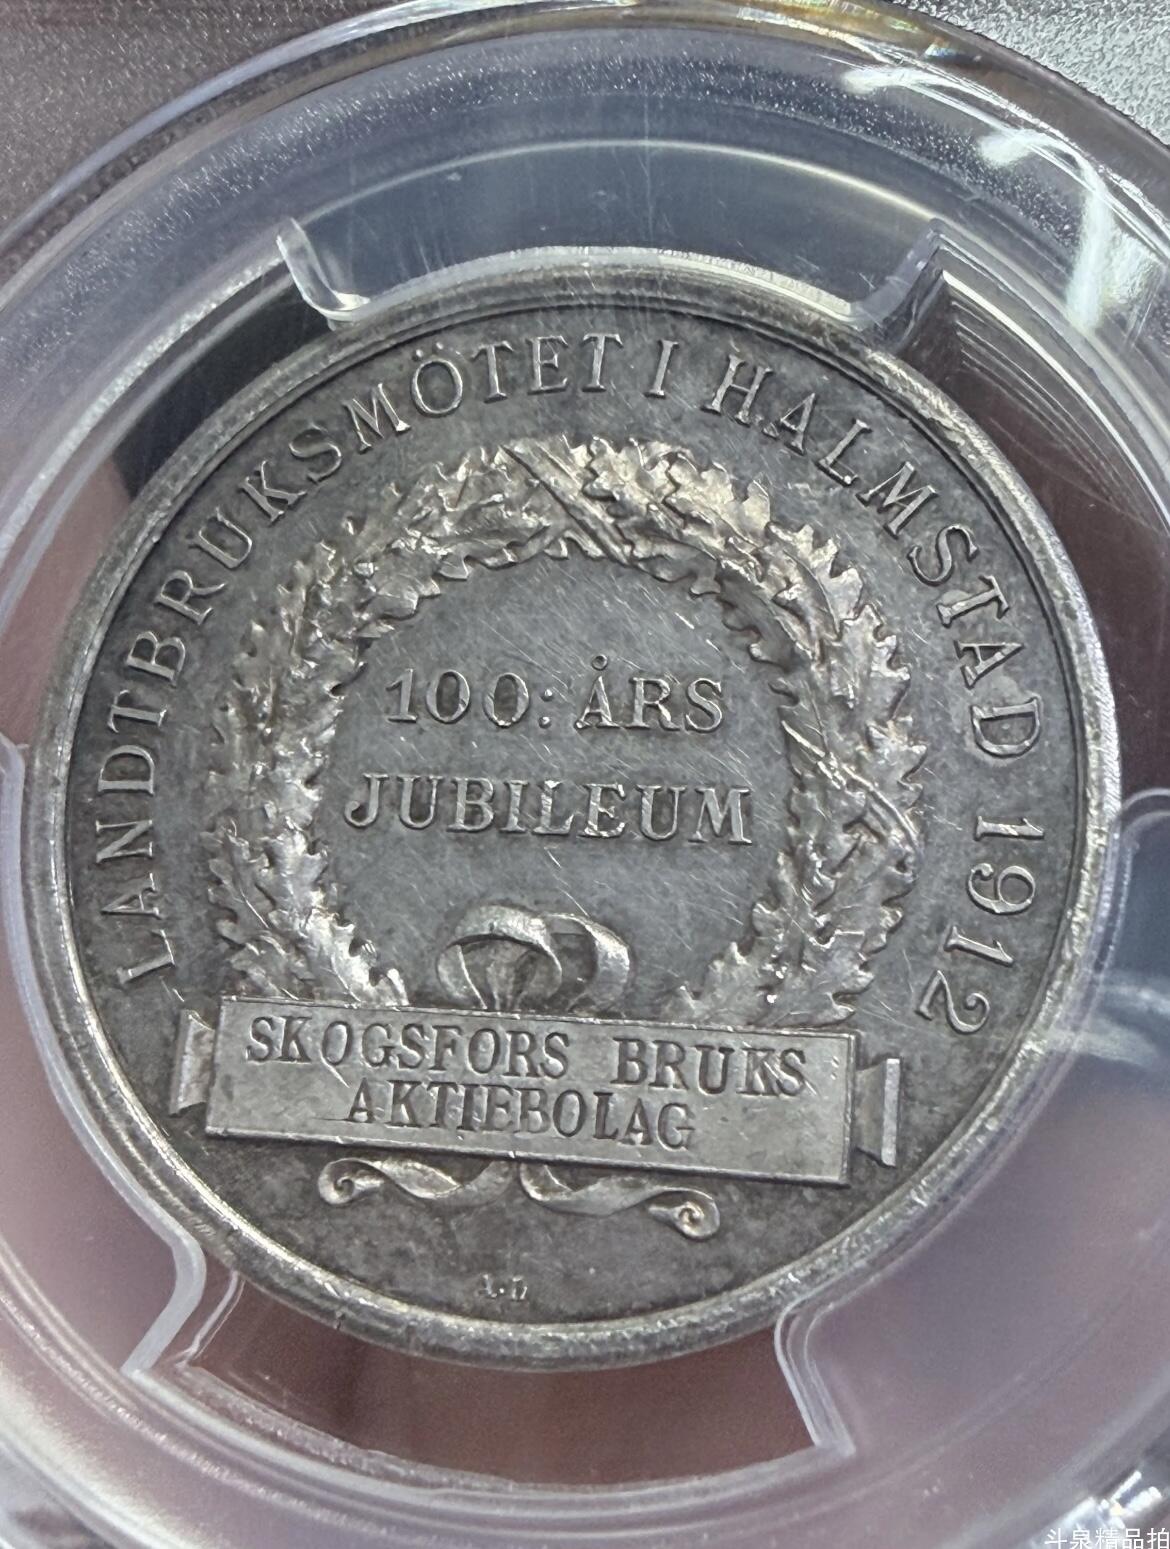 LANDTBRUKSMÖTET I HALMSTAD 1912
100: ÅRS
JUBILEUM
SKOGSFORS BRUKS
AKTIEBOLAG
斗泉精品拍